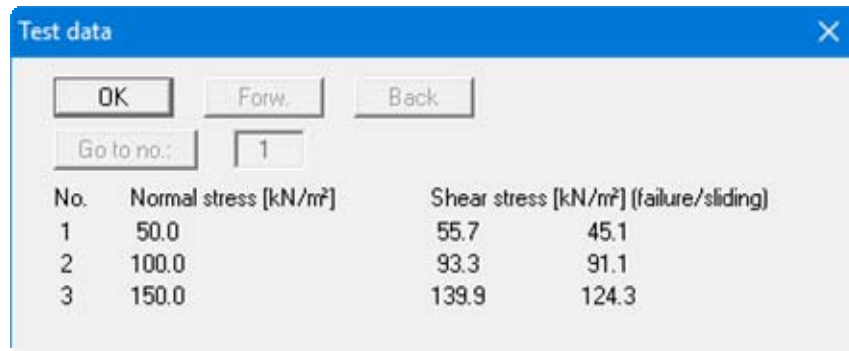 Test data
OK Forw. Back
Go to no.: 1
No. Normal stress [kN/m²] Shear stress [kN/m²] (failure/sliding)
1 50.0 55.7 45.1
2 100.0 93.3 91.1
3 150.0 139.9 124.3